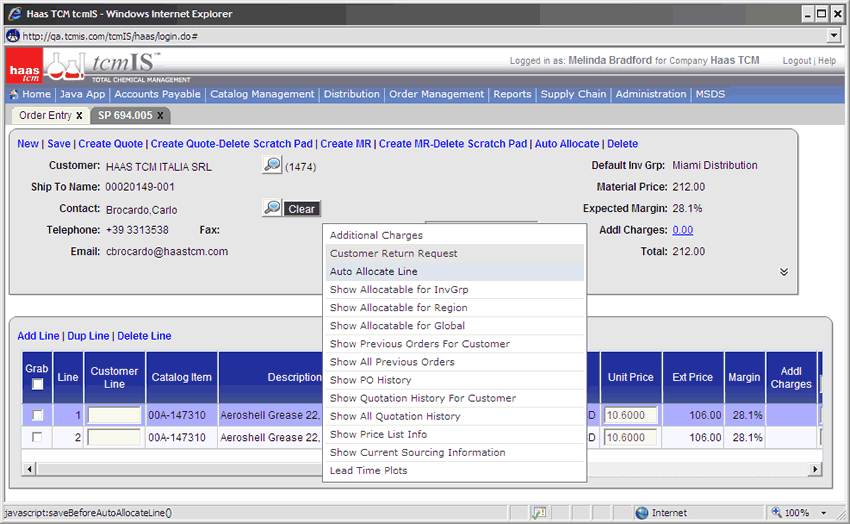 Haas TCM tcmIS - Windows Internet Explorer
http://qa.tcmis.com/tcmIS/haas/login.do#
haas tcm tcmIS™ TOTAL CHEMICAL MANAGEMENT
Logged in as: Melinda Bradford for Company Haas TCM Logout | Help
Home | Java App | Accounts Payable | Catalog Management | Distribution | Order Management | Reports | Supply Chain | Administration | MSDS
Order Entry x SP 694.005 x
New | Save | Create Quote | Create Quote-Delete Scratch Pad | Create MR | Create MR-Delete Scratch Pad | Auto Allocate | Delete
Customer: HAAS TCM ITALIA SRL (1474) Default Inv Grp: Miami Distribution
Ship To Name: 00020149-001 Material Price: 212.00
Contact: Brocardo,Carlo Clear Expected Margin: 28.1%
Telephone: +39 3313538 Fax: Addl Charges: 0.00
Email: cbrocardo@haastcm.com Total: 212.00
Additional Charges
Customer Return Request
Auto Allocate Line
Show Allocatable for InvGrp
Show Allocatable for Region
Show Allocatable for Global
Show Previous Orders For Customer
Show All Previous Orders
Show PO History
Show Quotation History For Customer
Show All Quotation History
Show Price List Info
Show Current Sourcing Information
Lead Time Plots
Add Line | Dup Line | Delete Line
Grab Line Customer Line Catalog Item Description Unit Price Ext Price Margin Addl Charges
1 00A-147310 Aeroshell Grease 22, D 10.6000 106.00 28.1%
2 00A-147310 Aeroshell Grease 22, D 10.6000 106.00 28.1%
javascript:saveBeforeAutoAllocateLine() Internet 100%